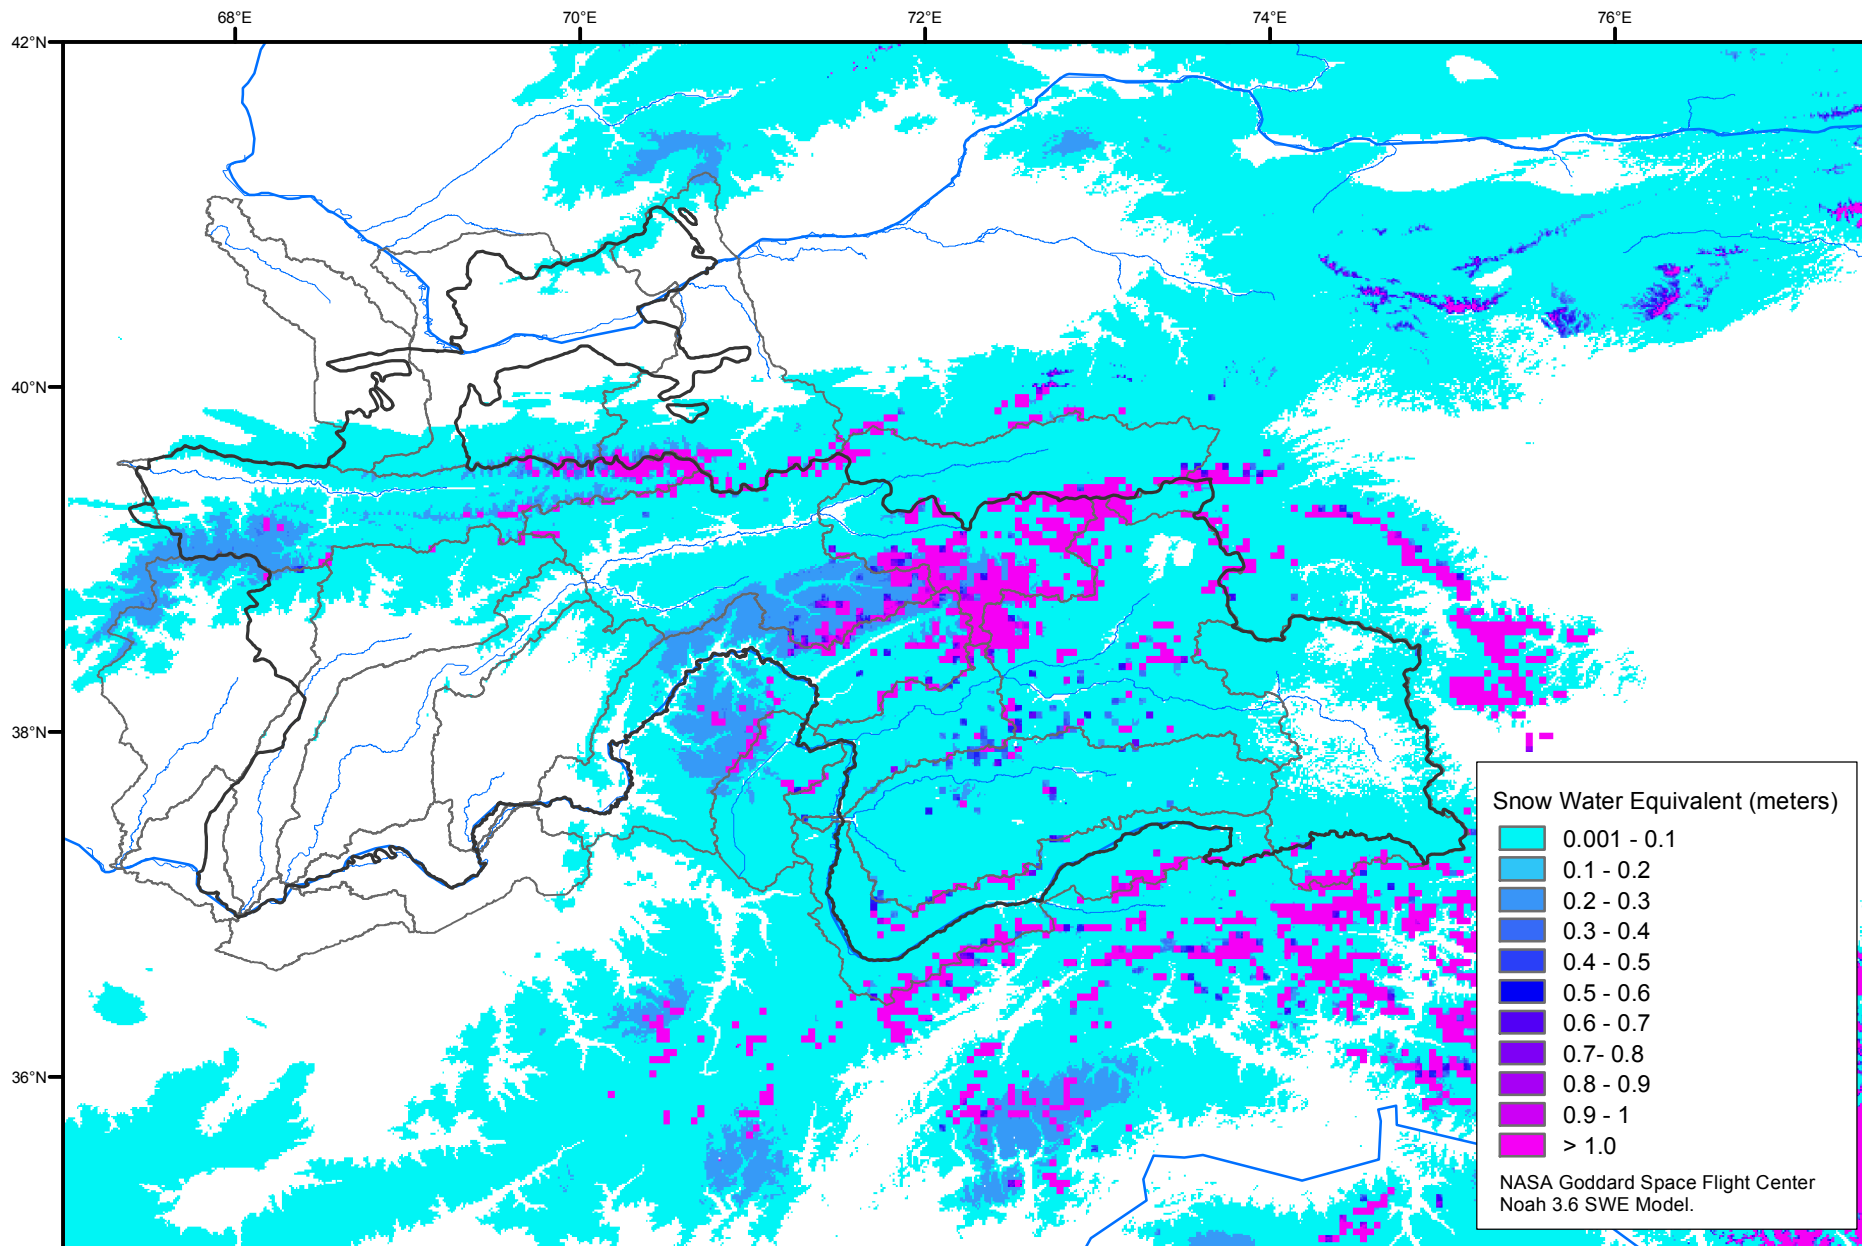 68°E 70°E 72°E 74°E 76°E
42°N
40°N
38°N
36°N
Snow Water Equivalent (meters)
0.001 - 0.1
0.1 - 0.2
0.2 - 0.3
0.3 - 0.4
0.4 - 0.5
0.5 - 0.6
0.6 - 0.7
0.7- 0.8
0.8 - 0.9
0.9 - 1
> 1.0
NASA Goddard Space Flight Center
Noah 3.6 SWE Model.